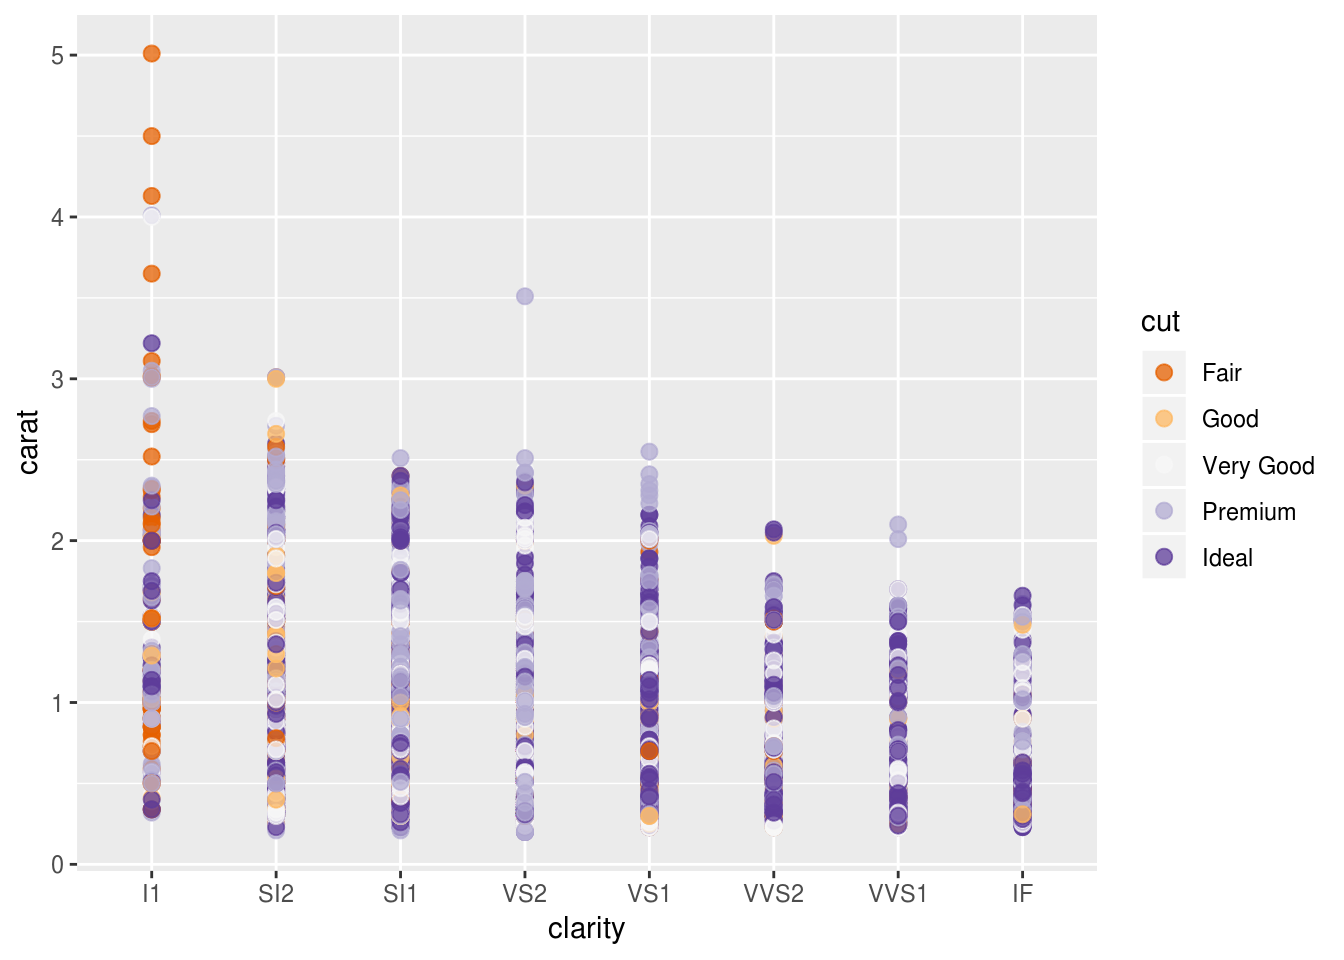 5
4
3
2
1
0
carat
I1 SI2 SI1 VS2 VS1 VVS2 VVS1 IF
clarity
cut
Fair
Good
Very Good
Premium
Ideal